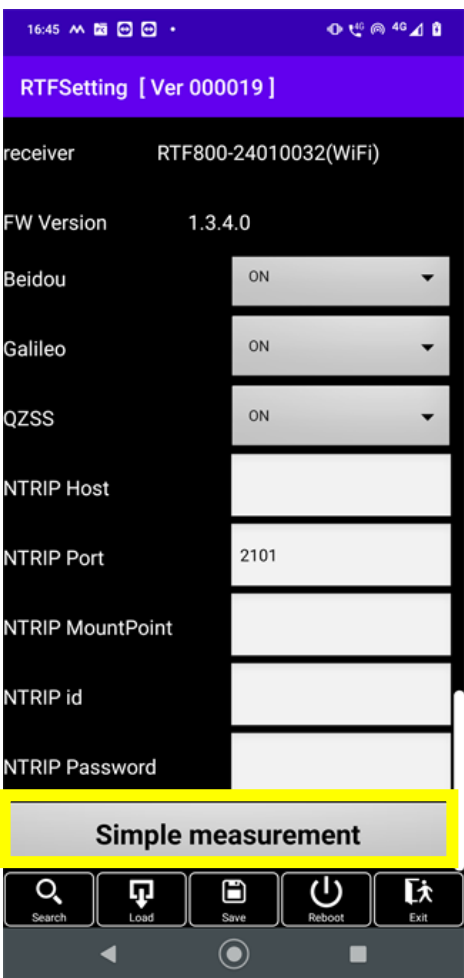 16:45
4G 4G
RTFSetting [ Ver 000019 ]
receiver RTF800-24010032(WiFi)
FW Version 1.3.4.0
Beidou ON
Galileo ON
QZSS ON
NTRIP Host
NTRIP Port 2101
NTRIP MountPoint
NTRIP id
NTRIP Password
Simple measurement
Search Load Save Reboot Exit